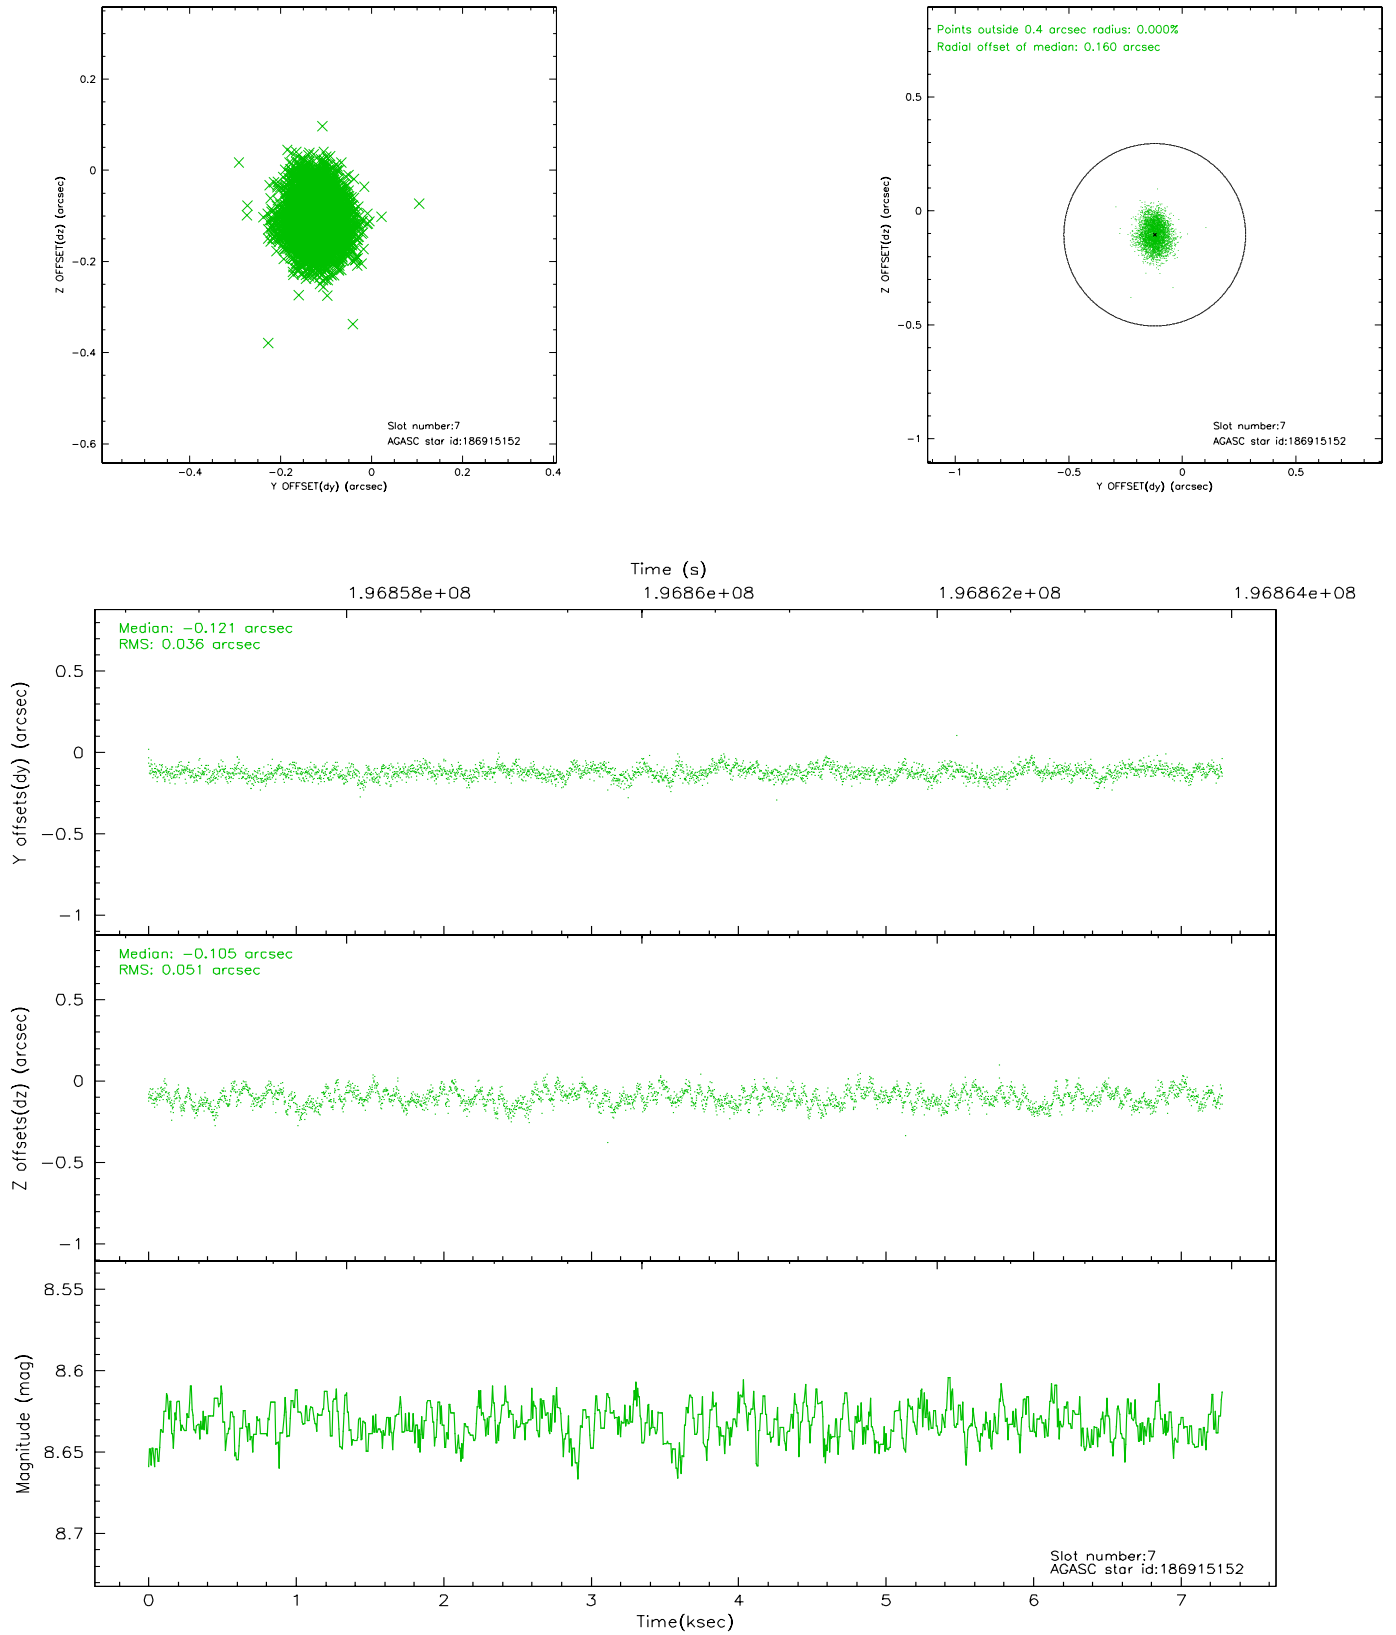 0.2
0
−0.2
−0.4
−0.6
Z OFFSET(dz) (arcsec)
Slot number:7
AGASC star id:186915152
−0.4 −0.2 0 0.2 0.4
Y OFFSET(dy) (arcsec)
Points outside 0.4 arcsec radius: 0.000%
Radial offset of median: 0.160 arcsec
0.5
0
−0.5
−1
Z OFFSET(dz) (arcsec)
Slot number:7
AGASC star id:186915152
−1 −0.5 0 0.5
Y OFFSET(dy) (arcsec)
Time (s)
1.96858e+08 1.9686e+08 1.96862e+08 1.96864e+08
Median: −0.121 arcsec
RMS: 0.036 arcsec
0.5
0
−0.5
−1
Y offsets(dy) (arcsec)
Median: −0.105 arcsec
RMS: 0.051 arcsec
0.5
0
−0.5
−1
Z offsets(dz) (arcsec)
8.55
8.6
8.65
8.7
Magnitude (mag)
Slot number:7
AGASC star id:186915152
0 1 2 3 4 5 6 7
Time(ksec)